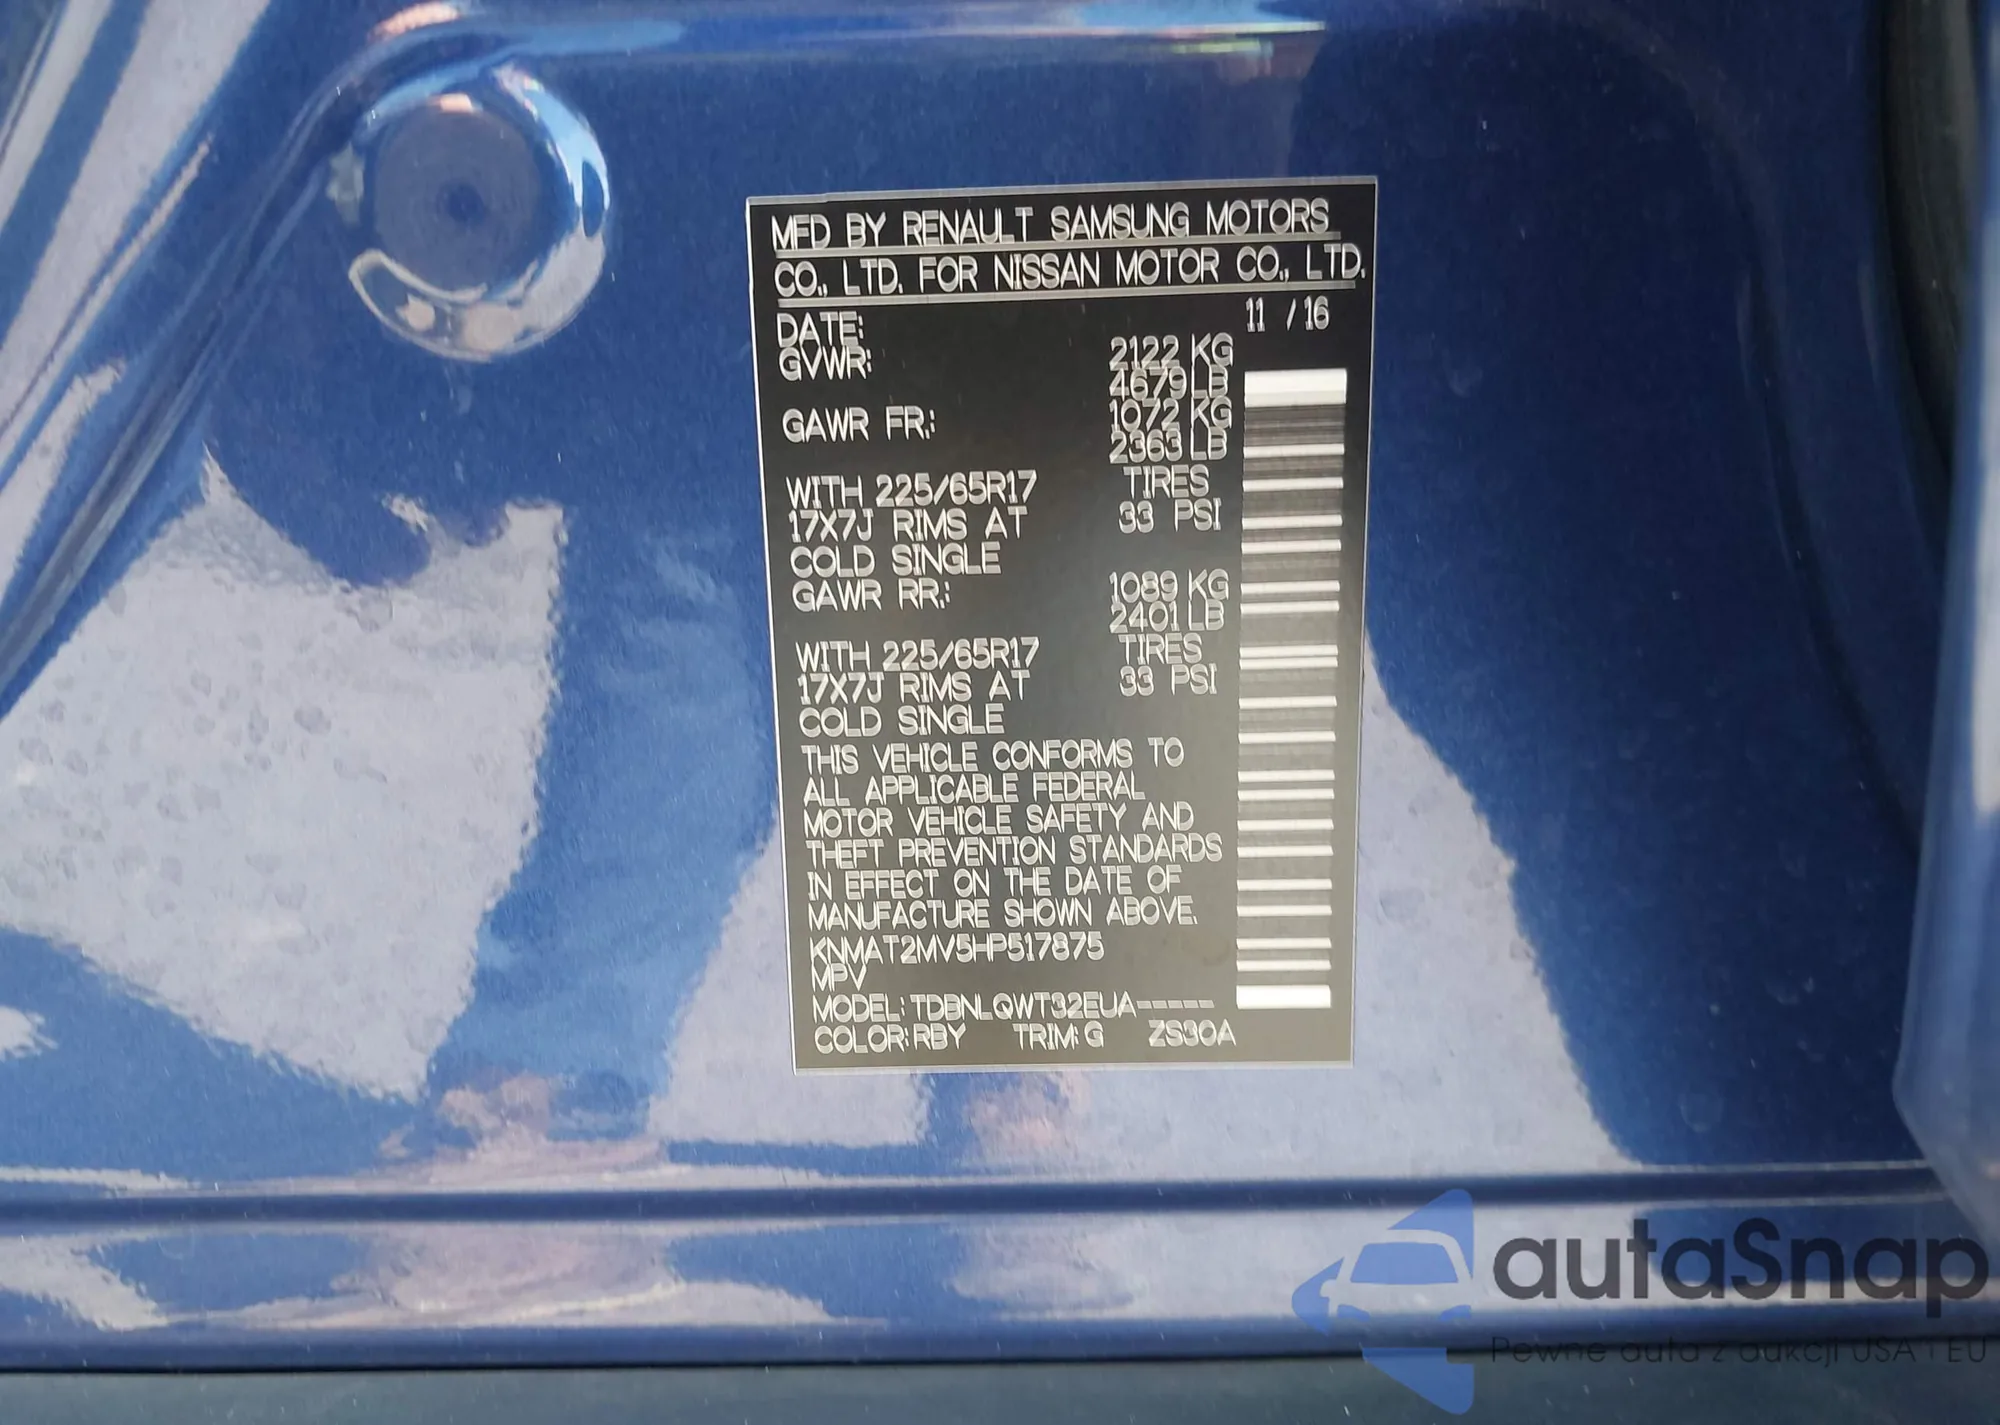 MFD BY RENAULT SAMSUNG MOTORS
CO., LTD. FOR NISSAN MOTOR CO., LTD.
DATE: 11 / 16
GVWR: 2122 KG
4679 LB
GAWR FR.: 1072 KG
2363 LB
WITH 225/65R17 TIRES
17X7J RIMS AT 33 PSI
COLD SINGLE
GAWR RR.: 1089 KG
2401 LB
WITH 225/65R17 TIRES
17X7J RIMS AT 33 PSI
COLD SINGLE
THIS VEHICLE CONFORMS TO
ALL APPLICABLE FEDERAL
MOTOR VEHICLE SAFETY AND
THEFT PREVENTION STANDARDS
IN EFFECT ON THE DATE OF
MANUFACTURE SHOWN ABOVE.
KNMAT2MV5HP517875
MPV
MODEL: TDBNLQWT32EUA-----
COLOR: RBY TRIM: G ZS30A
autaSnap
Pewne auta z aukcji USA i EU